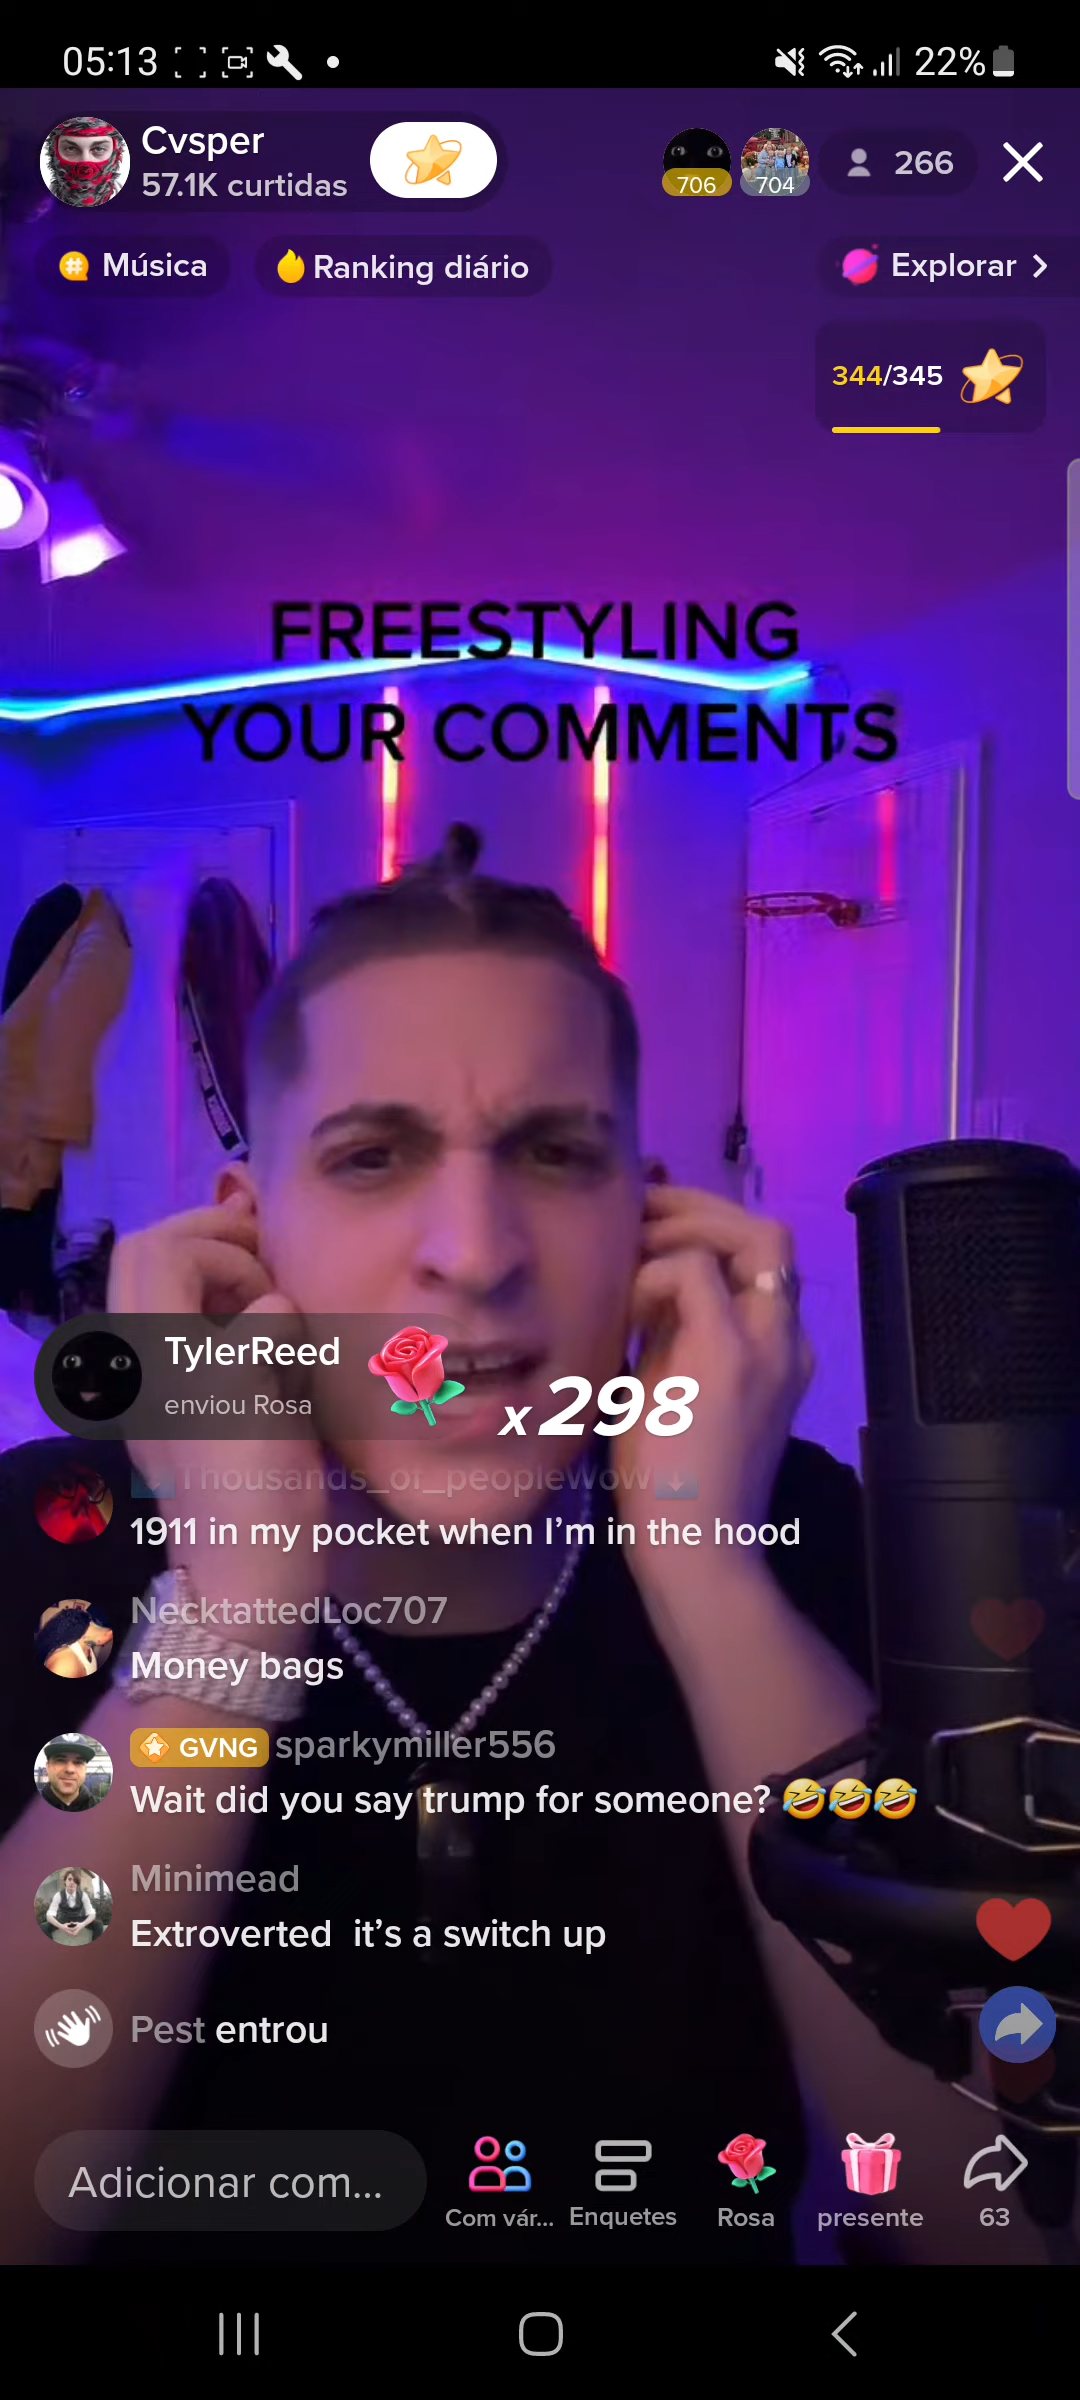 05:13
22%
Cvsper
57.1K curtidas
706
704
266
Música
Ranking diário
Explorar >
344/345
FREESTYLING
YOUR COMMENTS
TylerReed
enviou Rosa
x298
Thousands_of_peopleWoW
1911 in my pocket when I’m in the hood
NecktattedLoc707
Money bags
GVNG sparkymiller556
Wait did you say trump for someone? 🤣🤣🤣
Minimead
Extroverted  it’s a switch up
Pest entrou
Adicionar com...
Com vár...
Enquetes
Rosa
presente
63